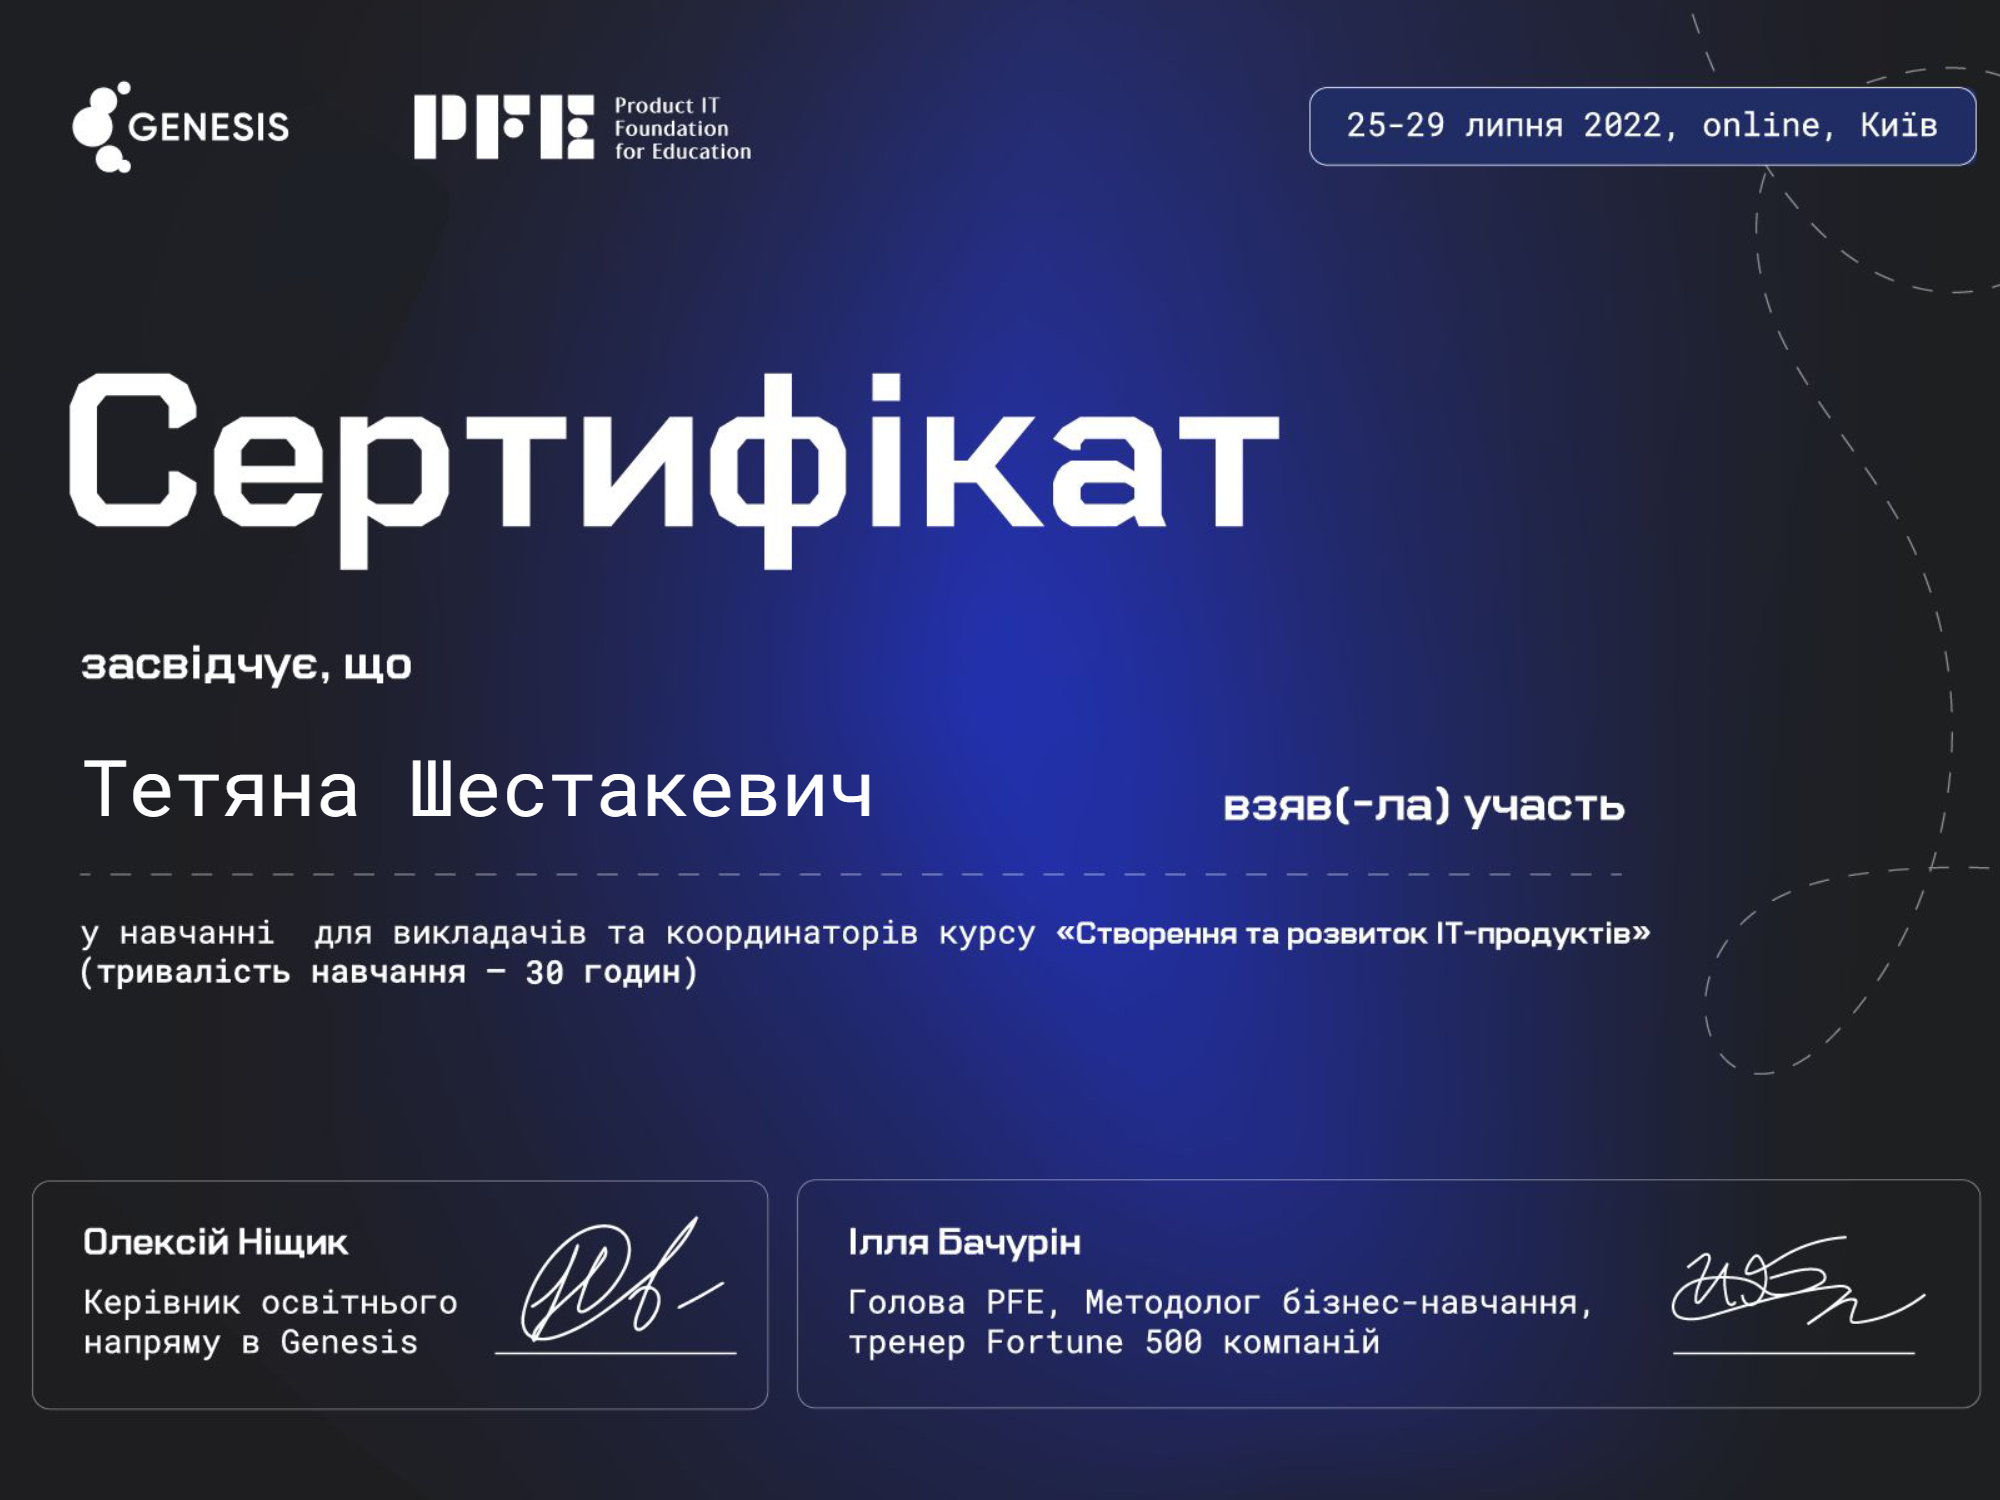 GENESIS
PFE
Product IT
Foundation
for Education
25-29 липня 2022, online, Київ
Сертифікат
засвідчує, що
Тетяна Шестакевич
взяв(-ла) участь
у навчанні для викладачів та координаторів курсу «Створення та розвиток ІТ-продуктів»
(тривалість навчання – 30 годин)
Олексій Ніщик
Керівник освітнього
напряму в Genesis
Ілля Бачурін
Голова PFE, Методолог бізнес-навчання,
тренер Fortune 500 компаній